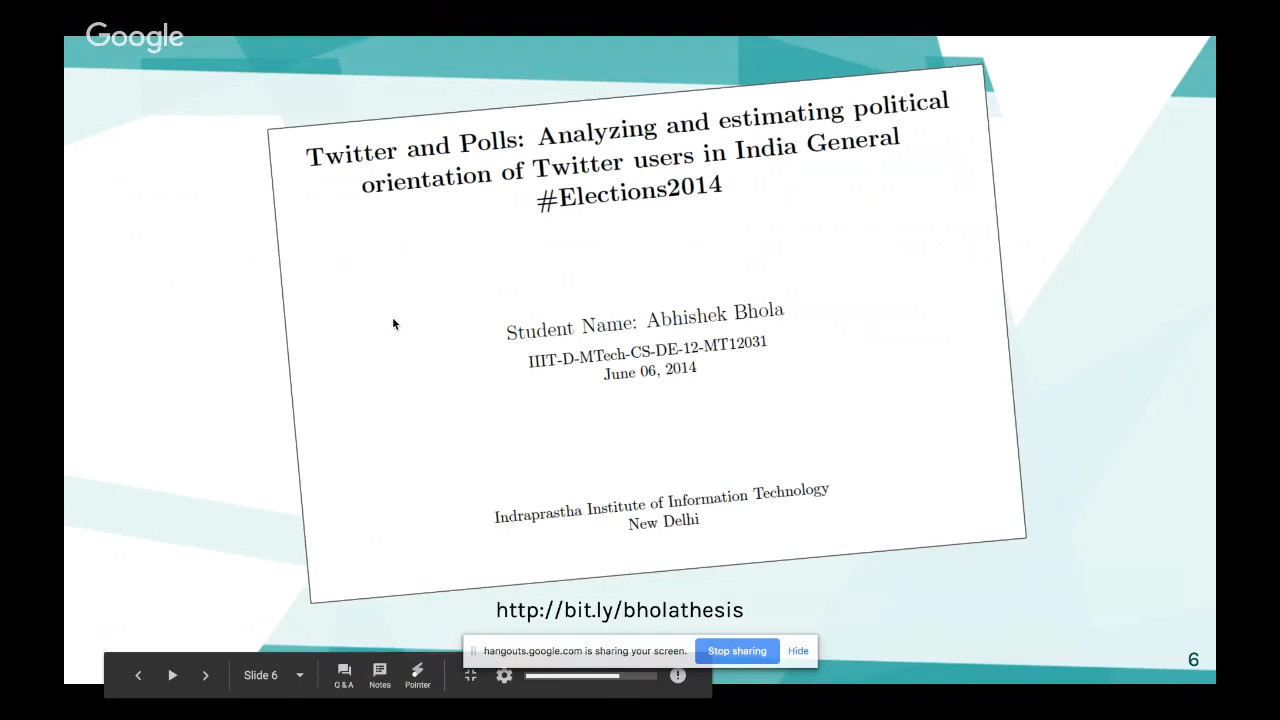 Google
Twitter and Polls: Analyzing and estimating political
orientation of Twitter users in India General
#Elections2014
Student Name: Abhishek Bhola
IIIT-D-MTech-CS-DE-12-MT12031
June 06, 2014
Indraprastha Institute of Information Technology
New Delhi
http://bit.ly/bholathesis
hangouts.google.com is sharing your screen. Stop sharing Hide
6
Slide 6
Q & A Notes Pointer